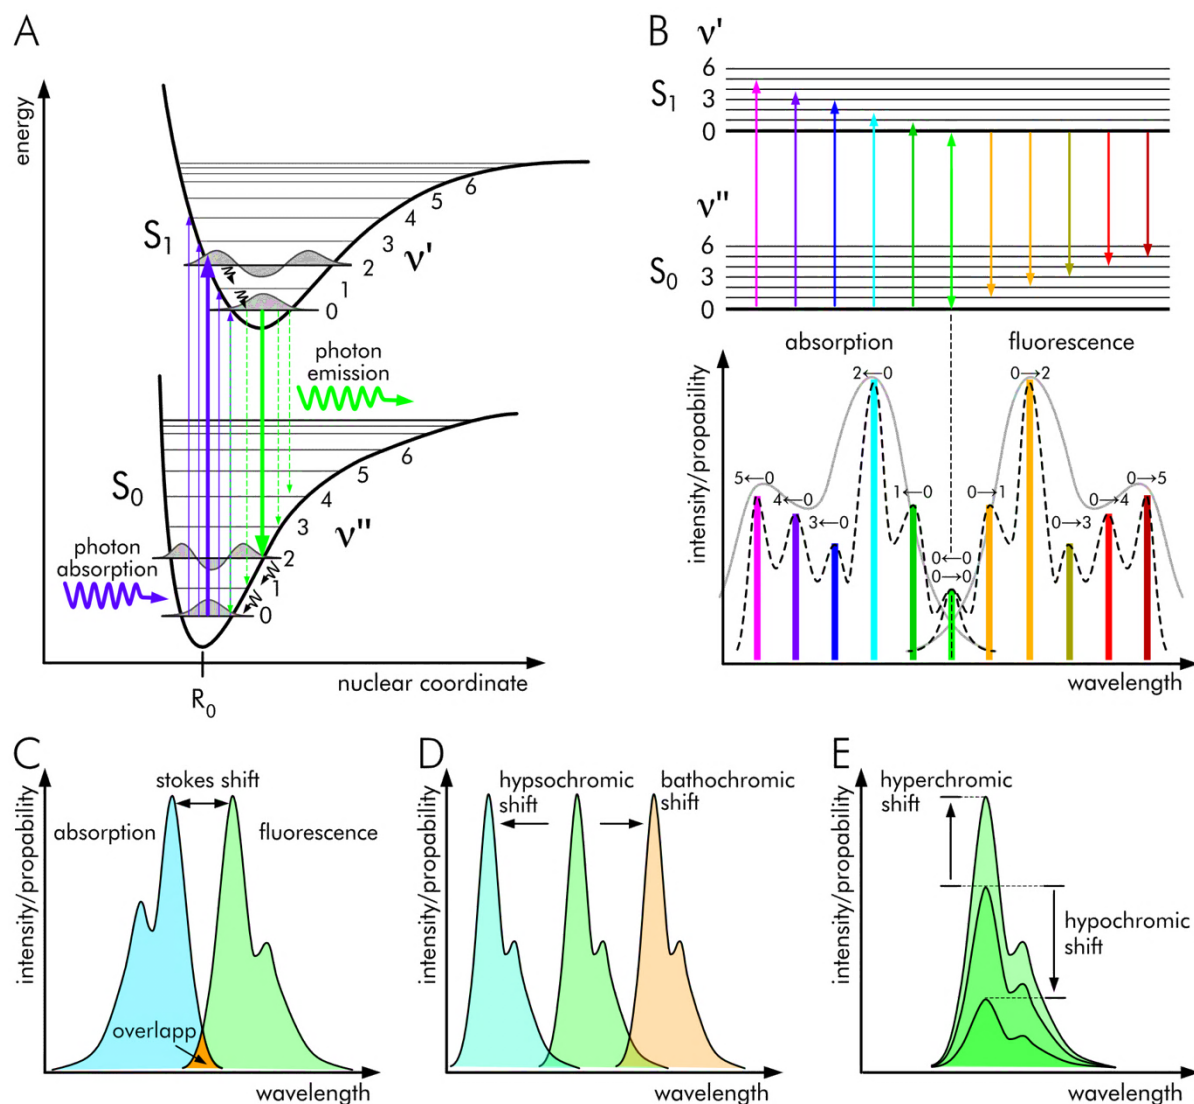 A
energy
S1
6
5
4
3
2
1
0
ν'
photon
emission
S0
6
5
4
3
2
1
0
ν''
photon
absorption
nuclear coordinate
R0
B
ν'
6
S1
3
0
ν''
6
S0
3
0
absorption
fluorescence
intensity/propability
5←0
4←0
3←0
2←0
1←0
0←0
0→0
0→1
0→2
0→3
0→4
0→5
wavelength
C
stokes shift
absorption
fluorescence
intensity/propability
overlapp
wavelength
D
hypsochromic
shift
bathochromic
shift
intensity/propability
wavelength
E
hyperchromic
shift
hypochromic
shift
intensity/propability
wavelength